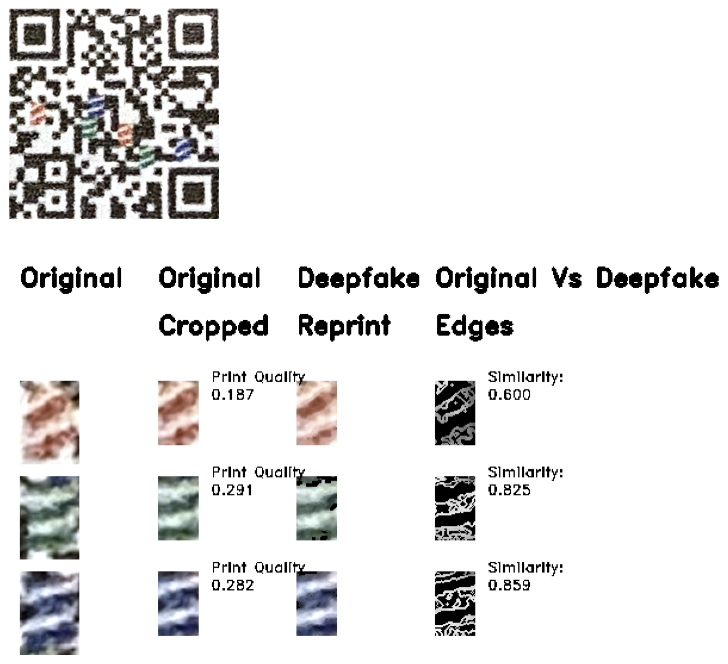 Original Original Deepfake Original Vs Deepfake
Cropped Reprint Edges
Print Quality Similarity:
0.187 0.600
Print Quality Similarity:
0.291 0.825
Print Quality Similarity:
0.282 0.859